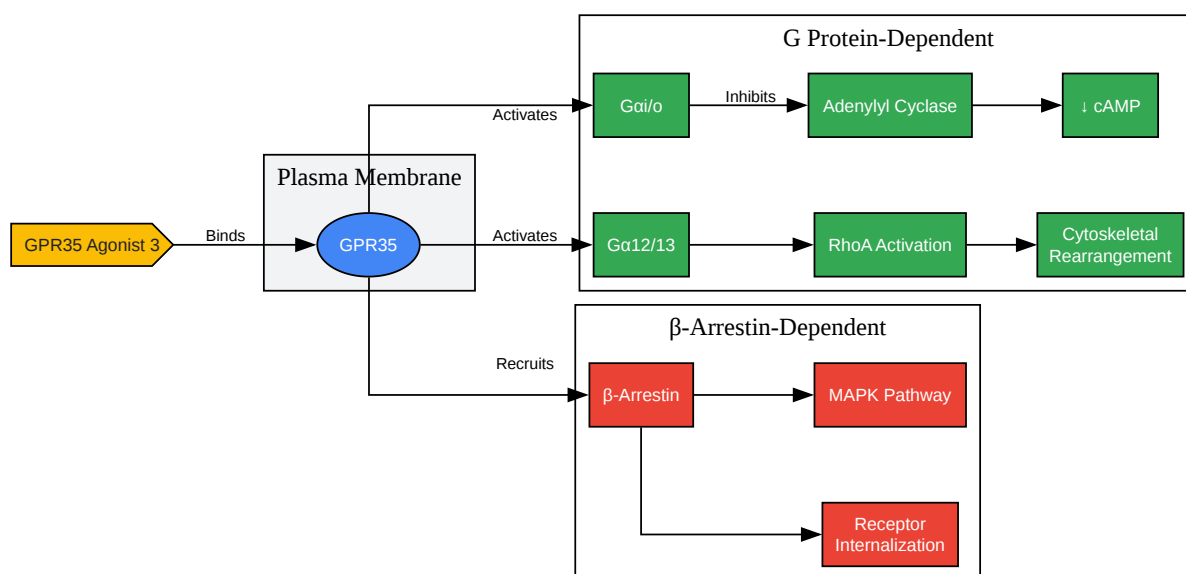 G Protein-Dependent
Gαi/o
Inhibits
Adenylyl Cyclase
↓ cAMP
Activates
Plasma Membrane
GPR35 Agonist 3
Binds
GPR35
Activates
Gα12/13
RhoA Activation
Cytoskeletal
Rearrangement
β-Arrestin-Dependent
Recruits
β-Arrestin
MAPK Pathway
Receptor
Internalization